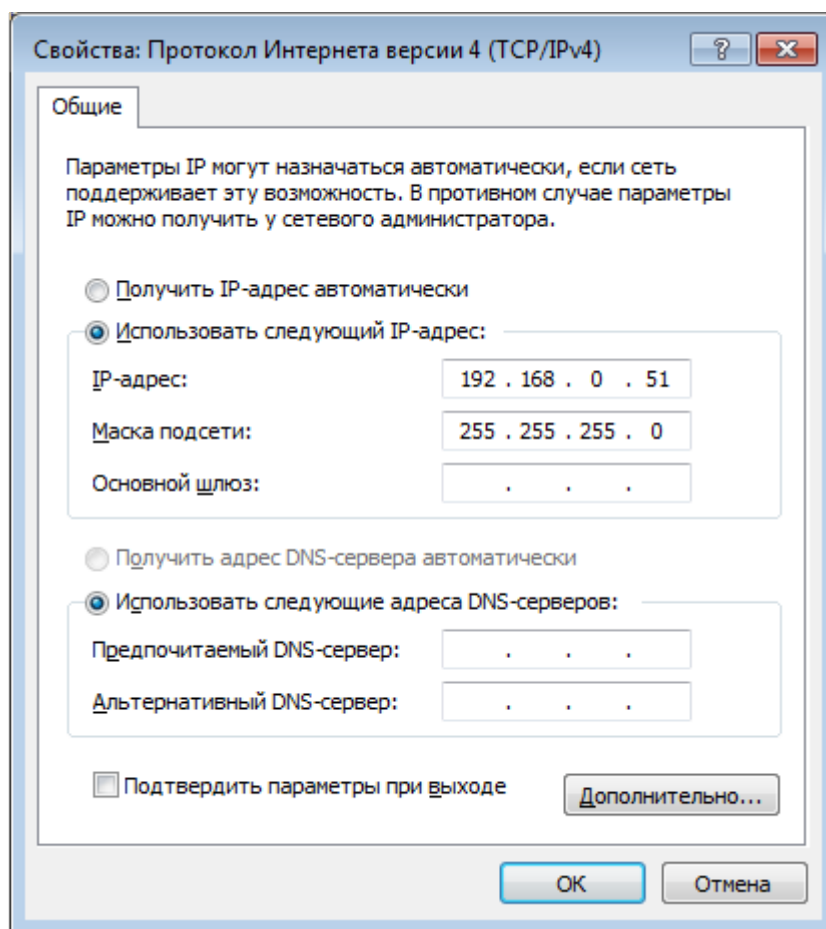 Свойства: Протокол Интернета версии 4 (TCP/IPv4)
Общие
Параметры IP могут назначаться автоматически, если сеть
поддерживает эту возможность. В противном случае параметры
IP можно получить у сетевого администратора.
Получить IP-адрес автоматически
Использовать следующий IP-адрес:
IP-адрес: 192 . 168 . 0 . 51
Маска подсети: 255 . 255 . 255 . 0
Основной шлюз: . . .
Получить адрес DNS-сервера автоматически
Использовать следующие адреса DNS-серверов:
Предпочитаемый DNS-сервер: . . .
Альтернативный DNS-сервер: . . .
Подтвердить параметры при выходе
Дополнительно...
ОК Отмена